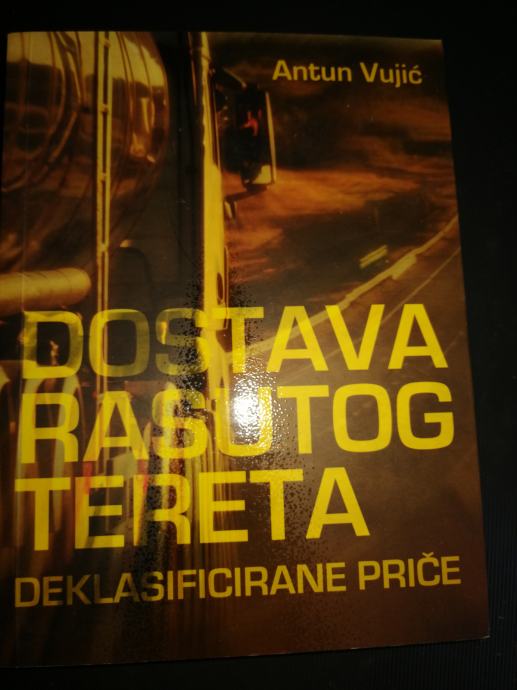 Antun Vujić
DOSTAVA
RASUTOG
TERETA
DEKLASIFICIRANE PRIČE